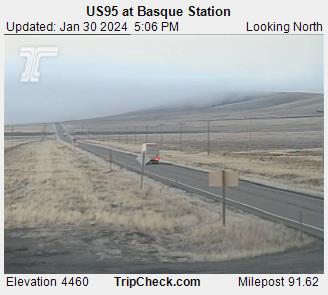 US95 at Basque Station
Updated: Jan 30 2024 5:06 PM Looking North
Elevation 4460 TripCheck.com Milepost 91.62